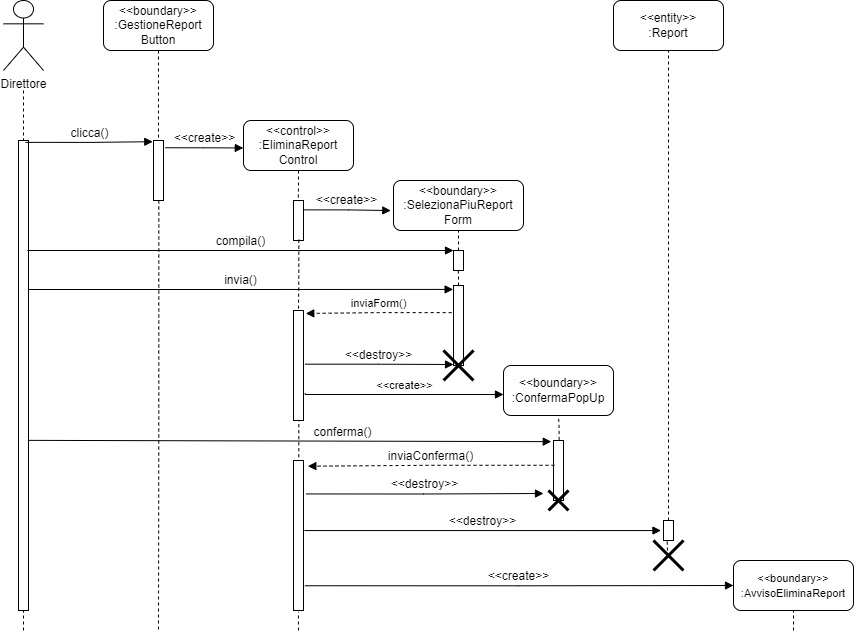 <<boundary>>
:GestioneReport
Button
<<entity>>
:Report
Direttore
clicca()
<<create>>
<<control>>
:EliminaReport
Control
<<create>>
<<boundary>>
:SelezionaPiuReport
Form
compila()
invia()
inviaForm()
<<destroy>>
<<create>>
<<boundary>>
:ConfermaPopUp
conferma()
inviaConferma()
<<destroy>>
<<destroy>>
<<create>>
<<boundary>>
:AvvisoEliminaReport